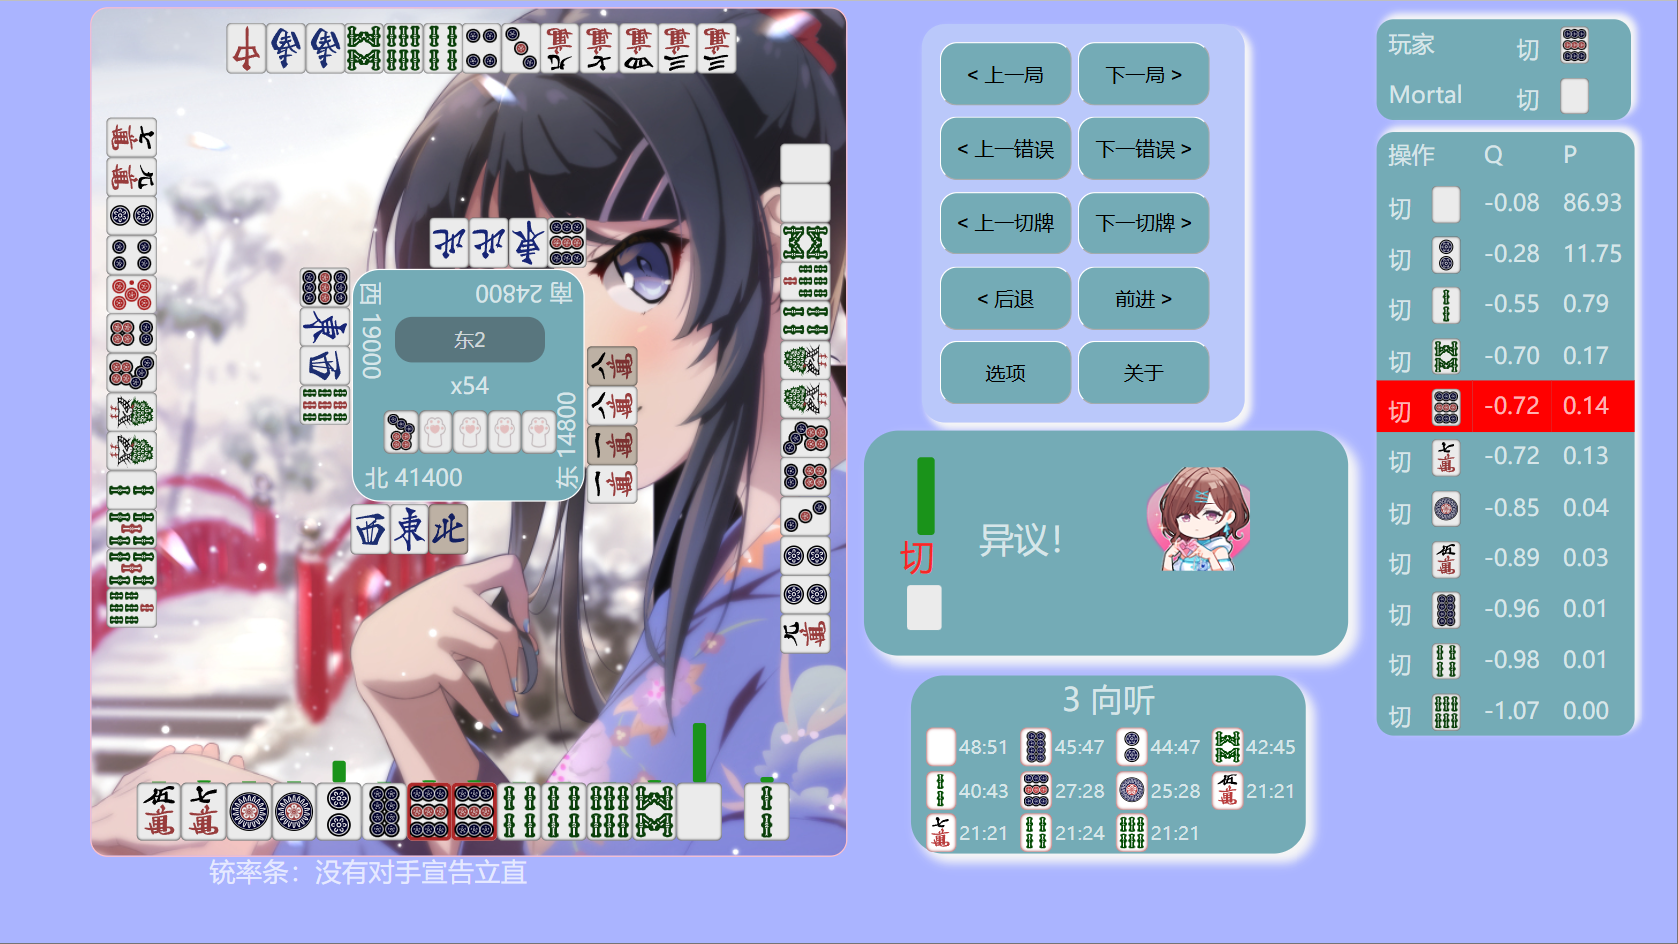 南 24800
西 19000
东2
x54
东 14800
北 41400
铳率条：没有对手宣告立直
< 上一局
下一局 >
< 上一错误
下一错误 >
< 上一切牌
下一切牌 >
< 后退
前进 >
选项
关于
切
异议！
3 向听
48:51 45:47 44:47 42:45
40:43 27:28 25:28 21:21
21:21 21:24 21:21
玩家 切
Mortal 切
操作 Q P
切 -0.08 86.93
切 -0.28 11.75
切 -0.55 0.79
切 -0.70 0.17
切 -0.72 0.14
切 -0.72 0.13
切 -0.85 0.04
切 -0.89 0.03
切 -0.96 0.01
切 -0.98 0.01
切 -1.07 0.00